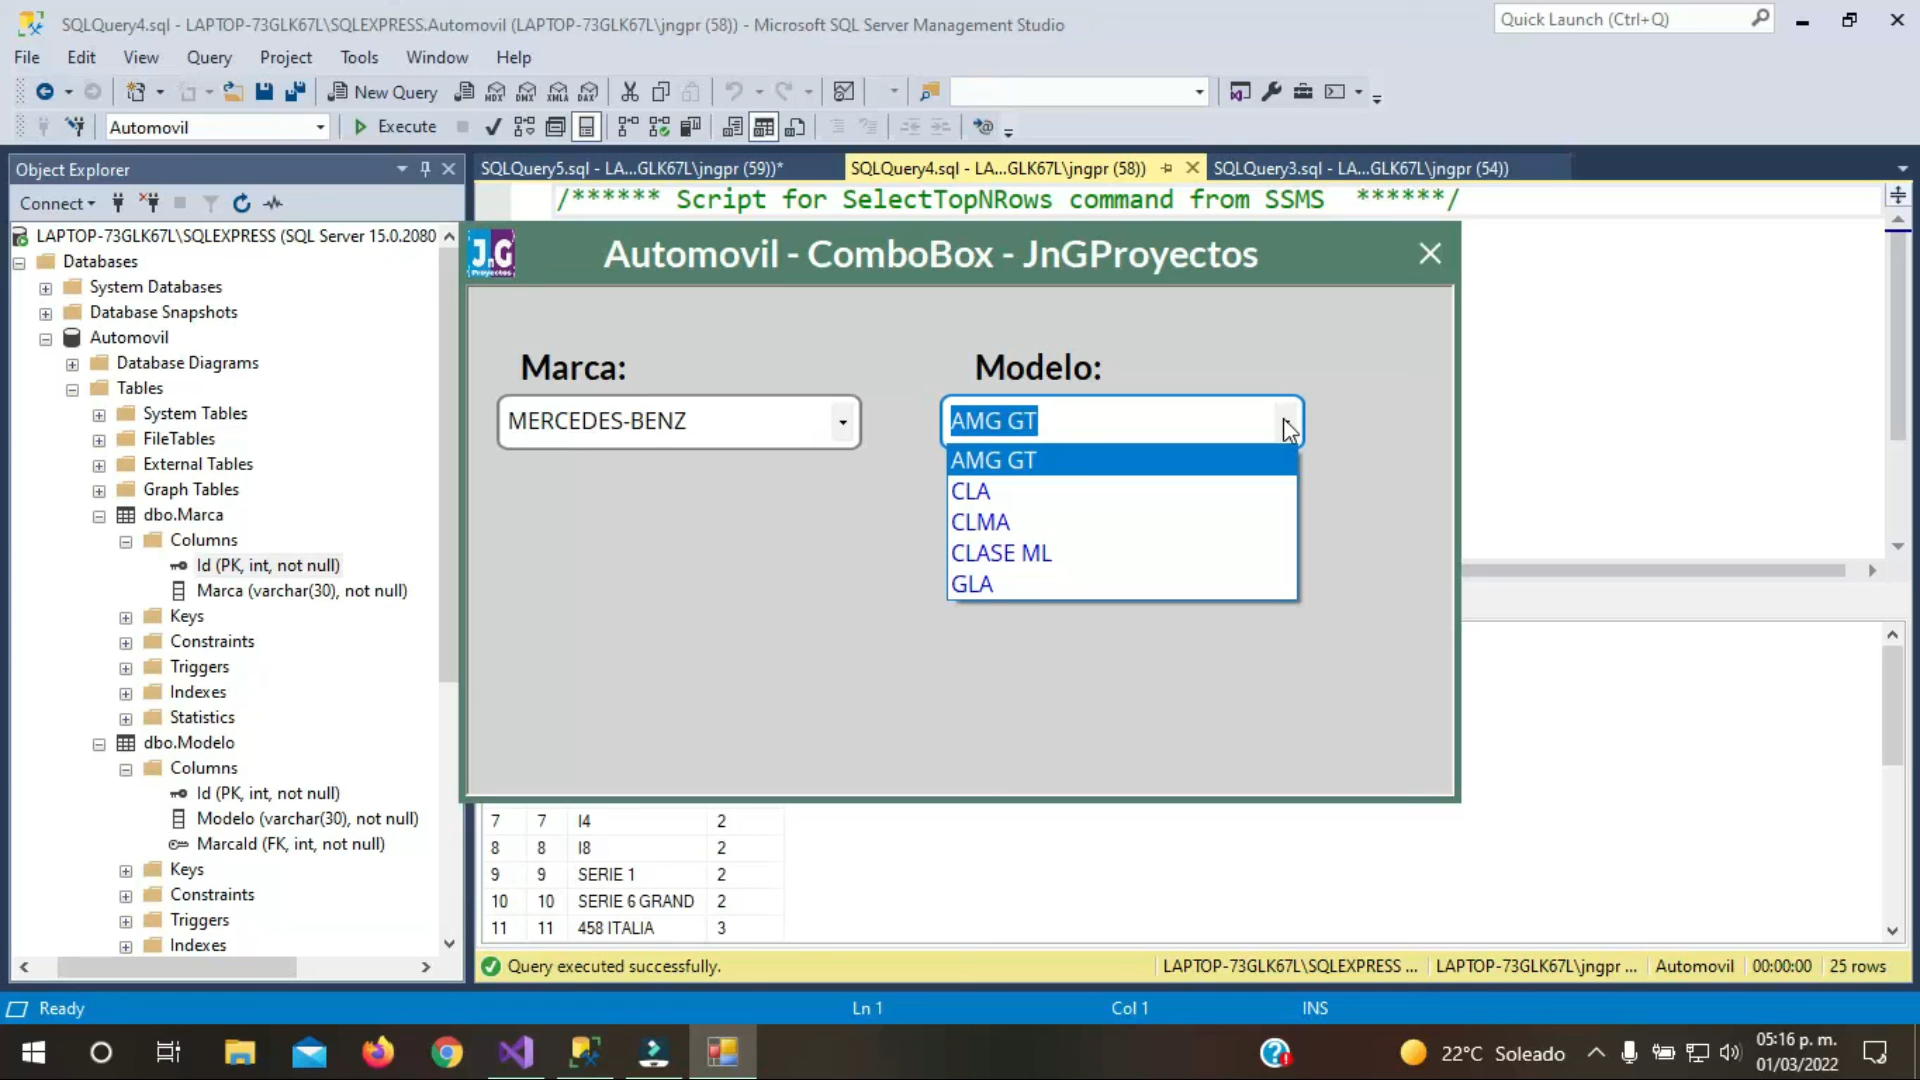 SQLQuery4.sql - LAPTOP-73GLK67L\SQLEXPRESS.Automovil (LAPTOP-73GLK67L\jngpr (58)) - Microsoft SQL Server Management Studio
Quick Launch (Ctrl+Q)
File Edit View Query Project Tools Window Help
New Query
MDX DMX XMLA DAX
Automovil
Execute
Object Explorer
SQLQuery5.sql - LA...GLK67L\jngpr (59))*
SQLQuery4.sql - LA...GLK67L\jngpr (58))
SQLQuery3.sql - LA...GLK67L\jngpr (54))
Connect
/****** Script for SelectTopNRows command from SSMS ******/
LAPTOP-73GLK67L\SQLEXPRESS (SQL Server 15.0.2080
Databases
System Databases
Database Snapshots
Automovil
Database Diagrams
Tables
System Tables
FileTables
External Tables
Graph Tables
dbo.Marca
Columns
Id (PK, int, not null)
Marca (varchar(30), not null)
Keys
Constraints
Triggers
Indexes
Statistics
dbo.Modelo
Columns
Id (PK, int, not null)
Modelo (varchar(30), not null)
MarcaId (FK, int, not null)
Keys
Constraints
Triggers
Indexes
JnG
Proyectos
Automovil - ComboBox - JnGProyectos
Marca:
Modelo:
MERCEDES-BENZ
AMG GT
AMG GT
CLA
CLMA
CLASE ML
GLA
7 7 I4 2
8 8 I8 2
9 9 SERIE 1 2
10 10 SERIE 6 GRAND 2
11 11 458 ITALIA 3
Query executed successfully.
LAPTOP-73GLK67L\SQLEXPRESS ...
LAPTOP-73GLK67L\jngpr ...
Automovil
00:00:00
25 rows
Ready
Ln 1
Col 1
INS
22°C Soleado
05:16 p. m.
01/03/2022